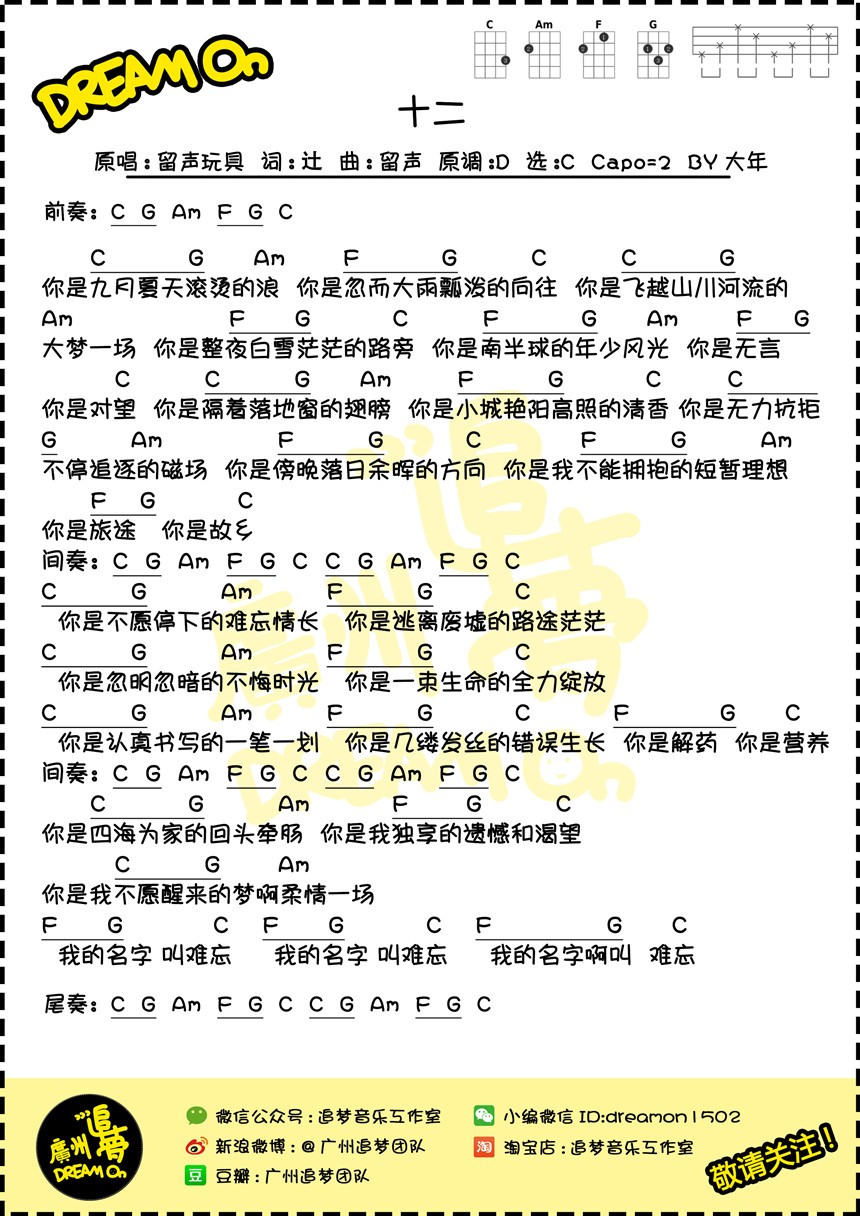 DREAM On
C Am F G
十二
原唱:留声玩具 词:辻 曲:留声 原调:D 选:C Capo=2 BY 大年
前奏: C G Am F G C
C G Am F G C C G
你是九月夏天滚烫的浪 你是忽而大雨瓢泼的向往 你是飞越山川河流的
Am F G C F G Am F G
大梦一场 你是整夜白雪茫茫的路旁 你是南半球的年少风光 你是无言
C C G Am F G C C
你是对望 你是隔着落地窗的翅膀 你是小城艳阳高照的清香 你是无力抗拒
G Am F G C F G Am
不停追逐的磁场 你是傍晚落日余晖的方向 你是我不能拥抱的短暂理想
F G C
你是旅途 你是故乡
间奏: C G Am F G C C G Am F G C
C G Am F G C
你是不愿停下的难忘情长 你是逃离废墟的路途茫茫
C G Am F G C
你是忽明忽暗的不悔时光 你是一束生命的全力绽放
C G Am F G C F G C
你是认真书写的一笔一划 你是几缕发丝的错误生长 你是解药 你是营养
间奏: C G Am F G C C G Am F G C
C G Am F G C
你是四海为家的回头牵肠 你是我独享的遗憾和渴望
C G Am
你是我不愿醒来的梦啊柔情一场
F G C F G C F G C
我的名字 叫难忘 我的名字 叫难忘 我的名字啊叫 难忘
尾奏: C G Am F G C C G Am F G C
追梦
廣州
DREAM On
微信公众号:追梦音乐工作室
小编微信 ID:dreamon1502
新浪微博:@广州追梦团队
淘 淘宝店:追梦音乐工作室
豆 豆瓣:广州追梦团队
敬请关注!